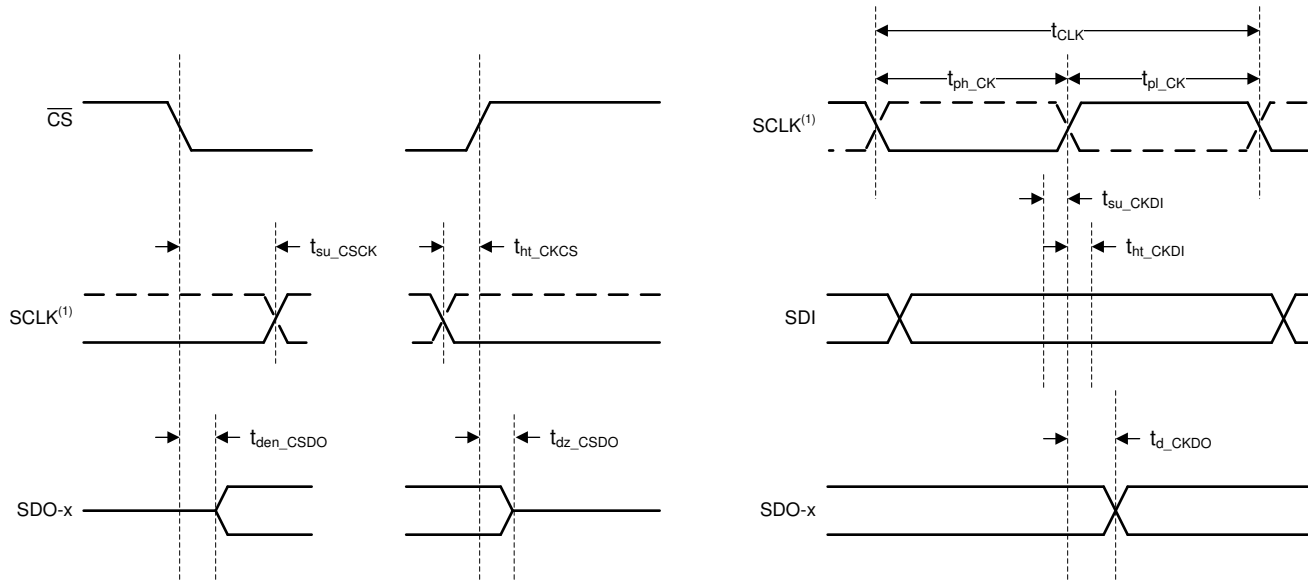 t_CLK
t_ph_CK t_pl_CK
CS
SCLK(1)
t_su_CKDI
t_su_CSCK t_ht_CKCS t_ht_CKDI
SCLK(1) SDI
t_den_CSDO t_dz_CSDO t_d_CKDO
SDO-x SDO-x